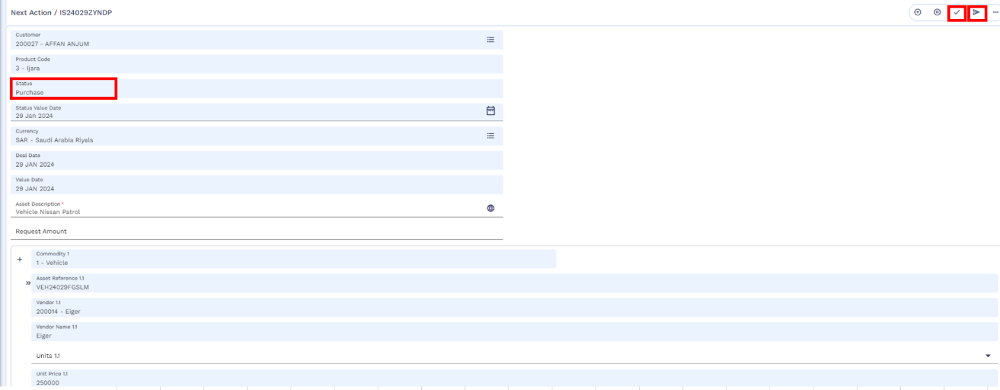 Next Action / IS24029ZYNDP
Customer
200027 - AFFAN ANJUM
Product Code
3 - Ijara
Status
Purchase
Status Value Date
29 Jan 2024
Currency
SAR - Saudi Arabia Riyals
Deal Date
29 JAN 2024
Value Date
29 JAN 2024
Asset Description*
Vehicle Nissan Patrol
Request Amount
Commodity 1
1 - Vehicle
Asset Reference 1.1
VEH24029FGSLM
Vendor 1.1
200014 - Eiger
Vendor Name 1.1
Eiger
Units 1.1
Unit Price 1.1
250000